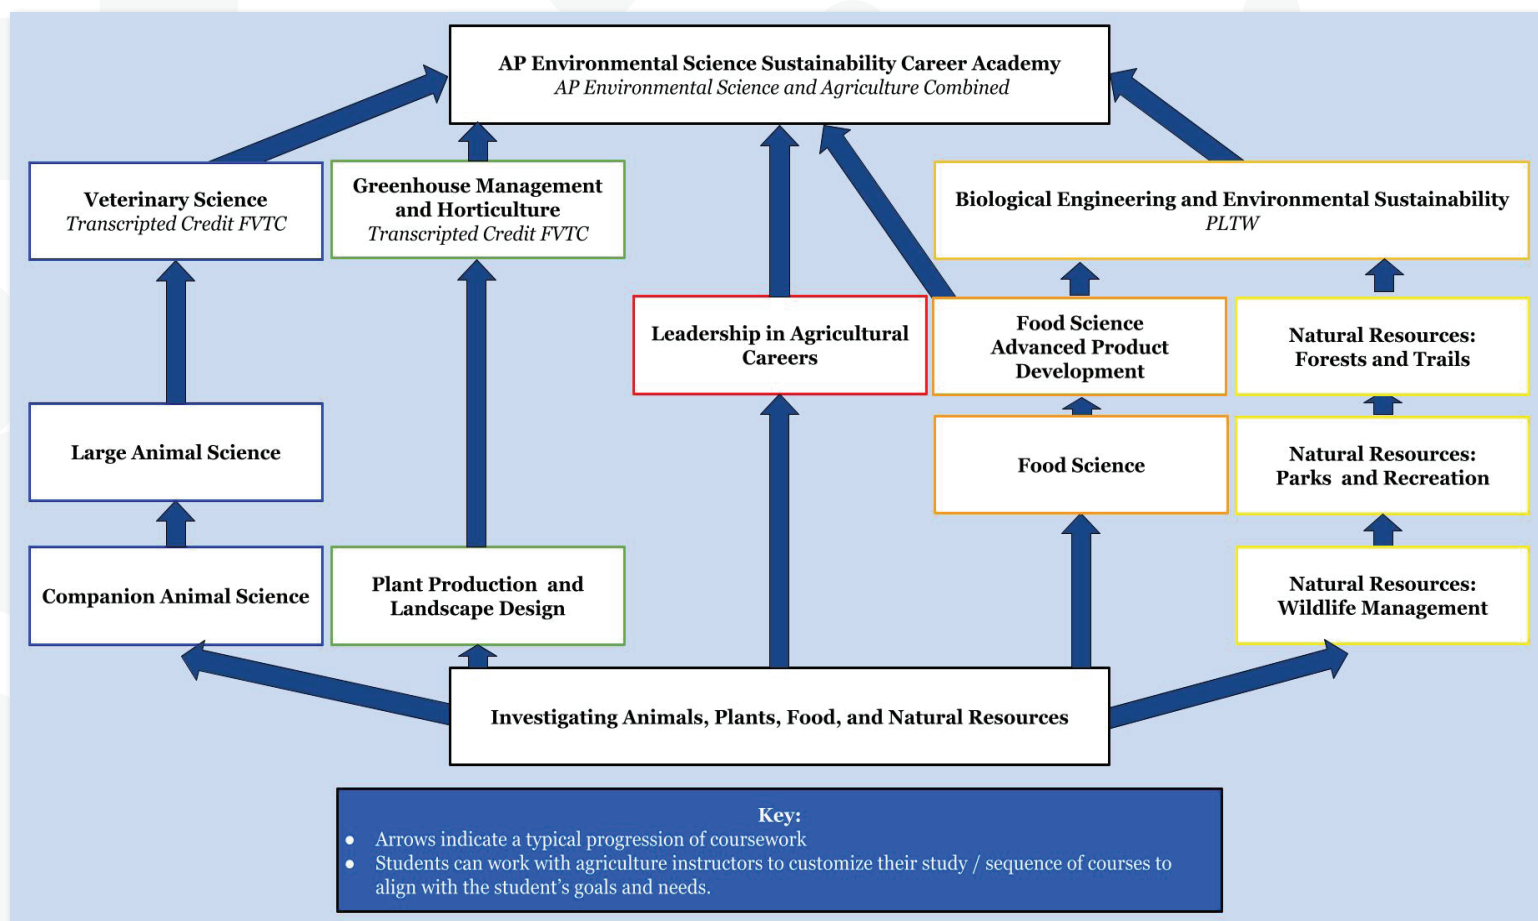 AP Environmental Science Sustainability Career Academy
AP Environmental Science and Agriculture Combined
Veterinary Science
Transcripted Credit FVTC
Greenhouse Management
and Horticulture
Transcripted Credit FVTC
Biological Engineering and Environmental Sustainability
PLTW
Leadership in Agricultural
Careers
Food Science
Advanced Product
Development
Natural Resources:
Forests and Trails
Large Animal Science
Food Science
Natural Resources:
Parks  and Recreation
Companion Animal Science
Plant Production  and
Landscape Design
Natural Resources:
Wildlife Management
Investigating Animals, Plants, Food, and Natural Resources
Key:
● Arrows indicate a typical progression of coursework
● Students can work with agriculture instructors to customize their study / sequence of courses to
align with the student’s goals and needs.